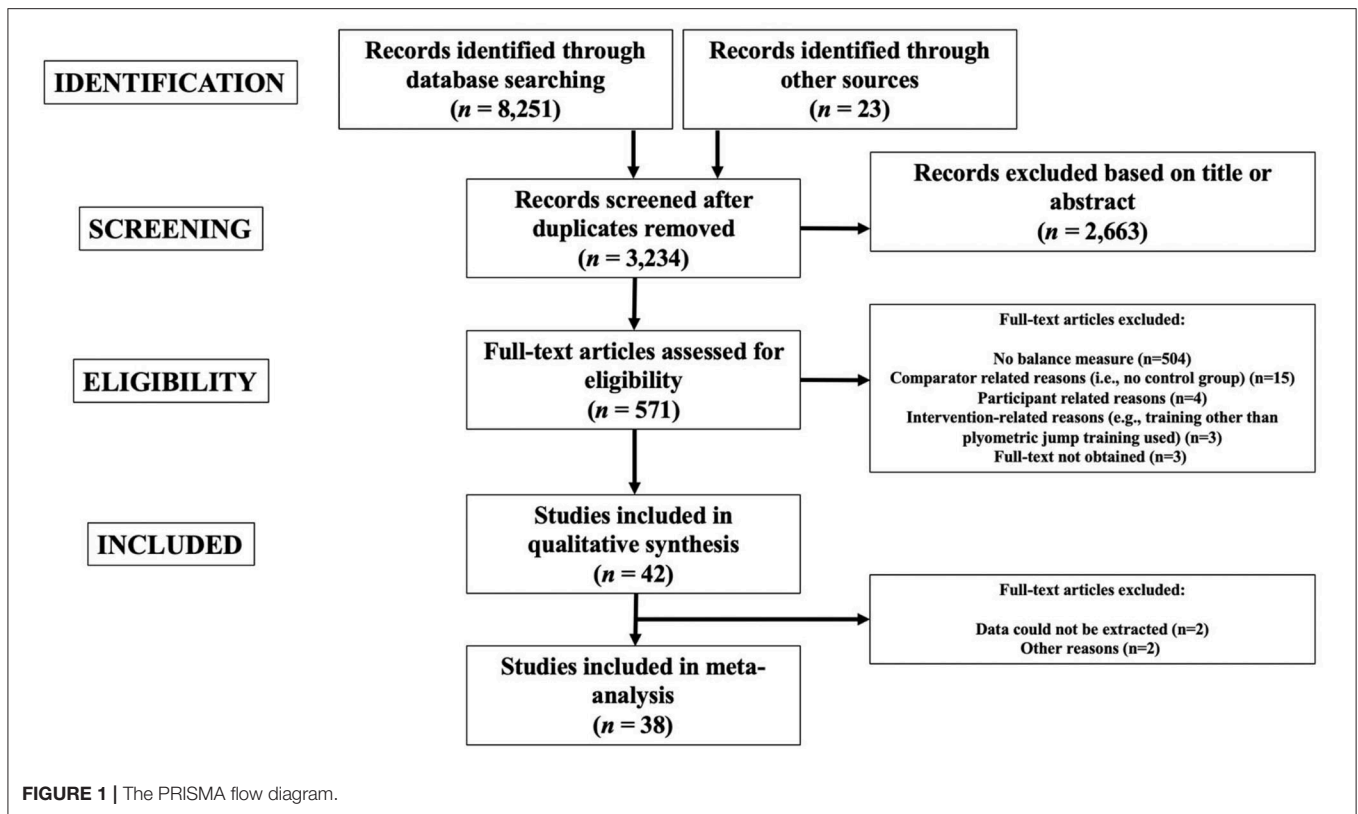 IDENTIFICATION
Records identified through
database searching
(n = 8,251)
Records identified through
other sources
(n = 23)
SCREENING
Records screened after
duplicates removed
(n = 3,234)
Records excluded based on title or
abstract
(n = 2,663)
ELIGIBILITY
Full-text articles assessed for
eligibility
(n = 571)
Full-text articles excluded:
No balance measure (n=504)
Comparator related reasons (i.e., no control group) (n=15)
Participant related reasons (n=4)
Intervention-related reasons (e.g., training other than
plyometric jump training used) (n=3)
Full-text not obtained (n=3)
INCLUDED
Studies included in
qualitative synthesis
(n = 42)
Full-text articles excluded:
Data could not be extracted (n=2)
Other reasons (n=2)
Studies included in meta-
analysis
(n = 38)
FIGURE 1 | The PRISMA flow diagram.